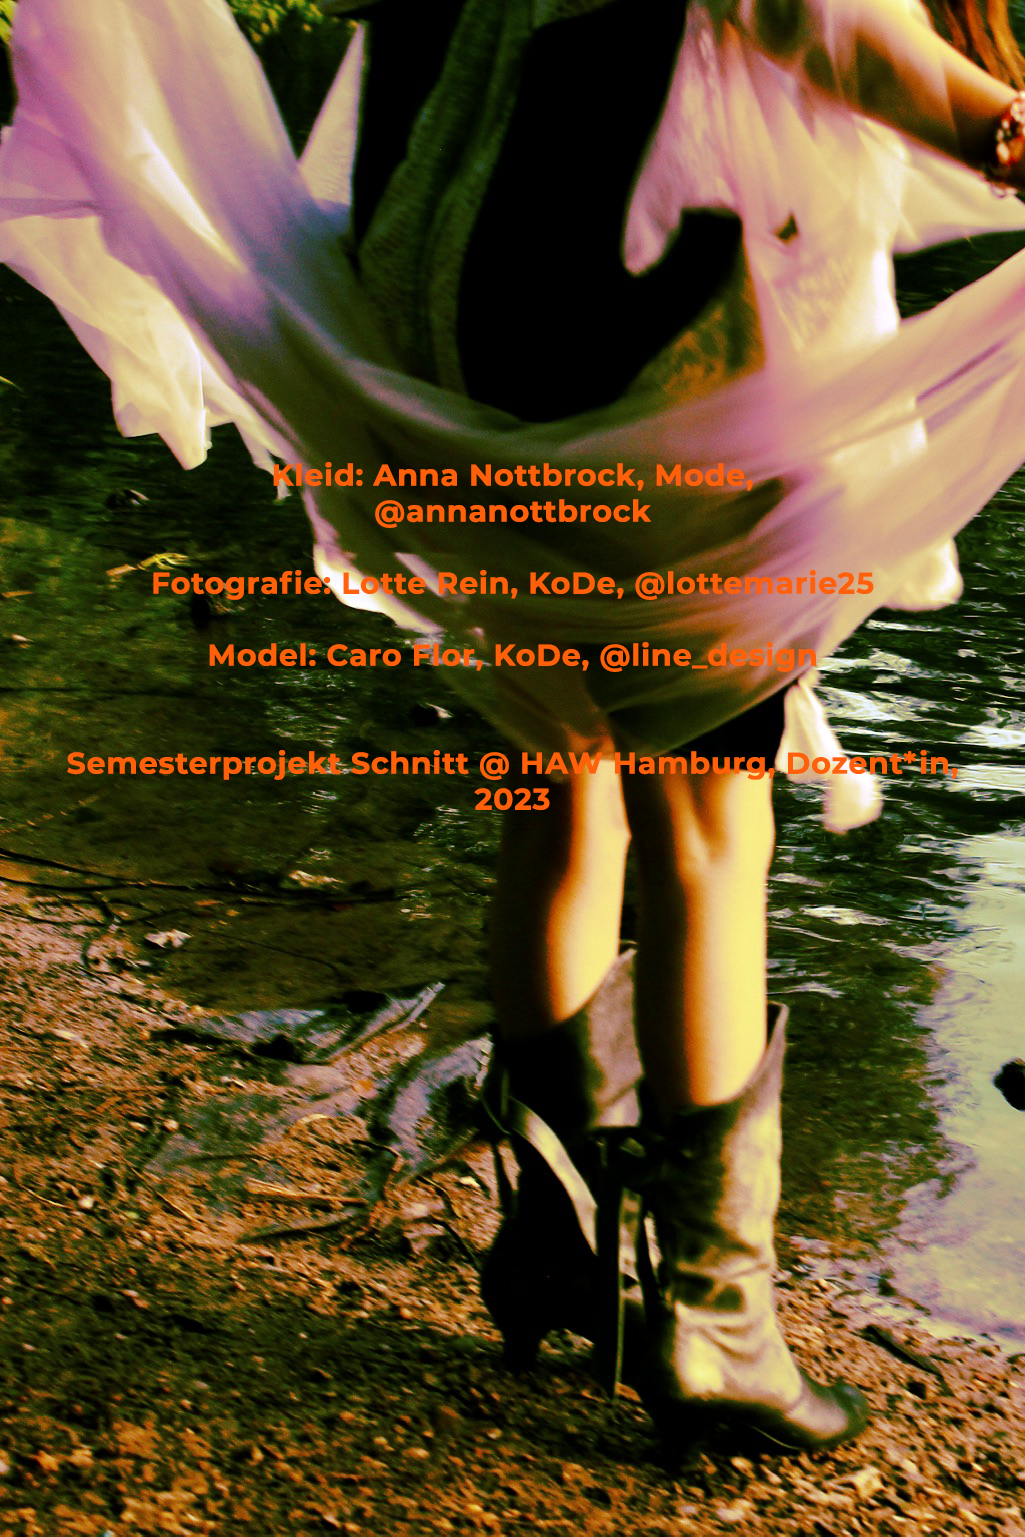 Kleid: Anna Nottbrock, Mode,
@annanottbrock
Fotografie: Lotte Rein, KoDe, @lottemarie25
Model: Caro Flor, KoDe, @line_design
Semesterprojekt Schnitt @ HAW Hamburg, Dozent*in,
2023